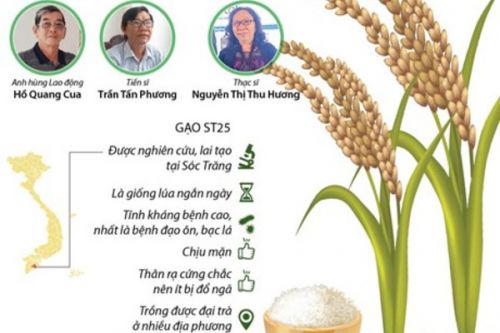 Anh hùng Lao động
Hồ Quang Cua
Tiến sĩ
Trần Tấn Phương
Thạc sĩ
Nguyễn Thị Thu Hương
GẠO ST25
Được nghiên cứu, lai tạo
tại Sóc Trăng
Là giống lúa ngắn ngày
Tính kháng bệnh cao,
nhất là bệnh đạo ôn, bạc lá
Chịu mặn
Thân rạ cứng chắc
nên ít bị đổ ngã
Trồng được đại trà
ở nhiều địa phương